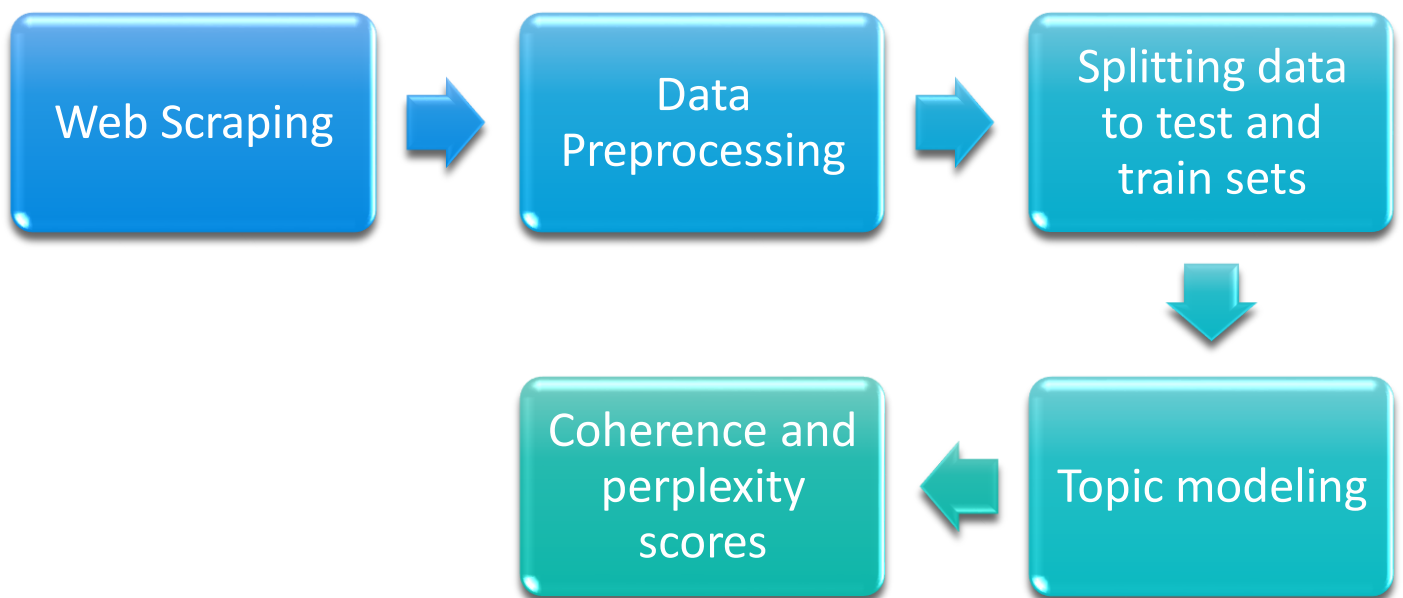 Web Scraping
Data
Preprocessing
Splitting data
to test and
train sets
Topic modeling
Coherence and
perplexity
scores